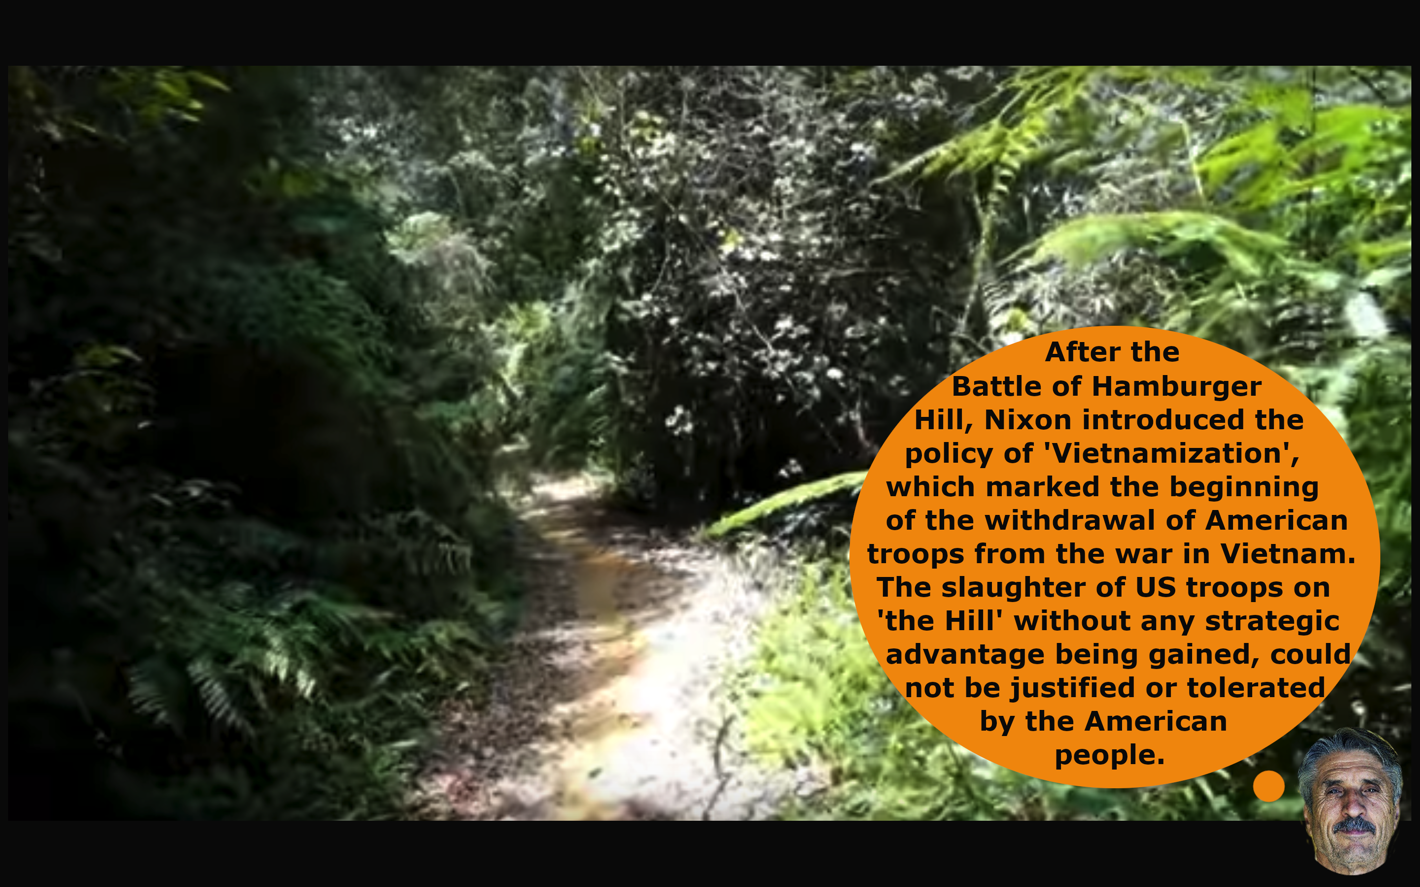 After the
Battle of Hamburger
Hill, Nixon introduced the
policy of 'Vietnamization',
which marked the beginning
of the withdrawal of American
troops from the war in Vietnam.
The slaughter of US troops on
'the Hill' without any strategic
advantage being gained, could
not be justified or tolerated
by the American
people.